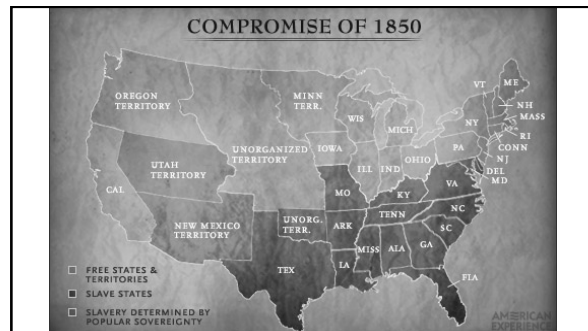 COMPROMISE OF 1850
OREGON
TERRITORY
MINN
TERR.
VT
ME
NH
MASS
WIS
NY
MICH
RI
CONN
NJ
UNORGANIZED
TERRITORY
IOWA
PA
OHIO
IND
ILL
DEL
MD
UTAH
TERRITORY
CAL
MO
KY
VA
NC
NEW MEXICO
TERRITORY
UNORG.
TERR.
TENN
ARK
SC
MISS
ALA
GA
LA
TEX
FLA
FREE STATES &
TERRITORIES
SLAVE STATES
SLAVERY DETERMINED BY
POPULAR SOVEREIGNTY
AMERICAN
EXPERIENCE